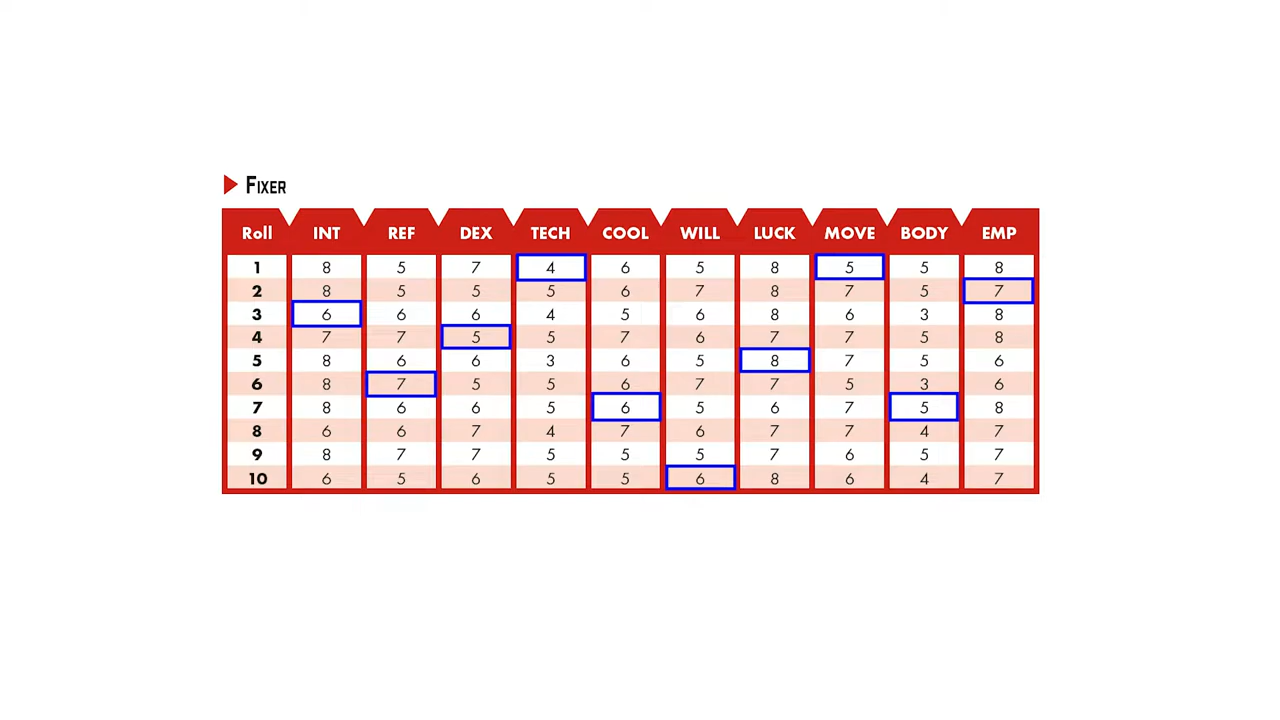 Fixer
Roll INT REF DEX TECH COOL WILL LUCK MOVE BODY EMP
1 8 5 7 4 6 5 8 5 5 8
2 8 5 5 5 6 7 8 7 5 7
3 6 6 6 4 5 6 8 6 3 8
4 7 7 5 5 7 6 7 7 5 8
5 8 6 6 3 6 5 8 7 5 6
6 8 7 5 5 6 7 7 5 3 6
7 8 6 6 5 6 5 6 7 5 8
8 6 6 7 4 7 6 7 7 4 7
9 8 7 7 5 5 5 7 6 5 7
10 6 5 6 5 5 6 8 6 4 7